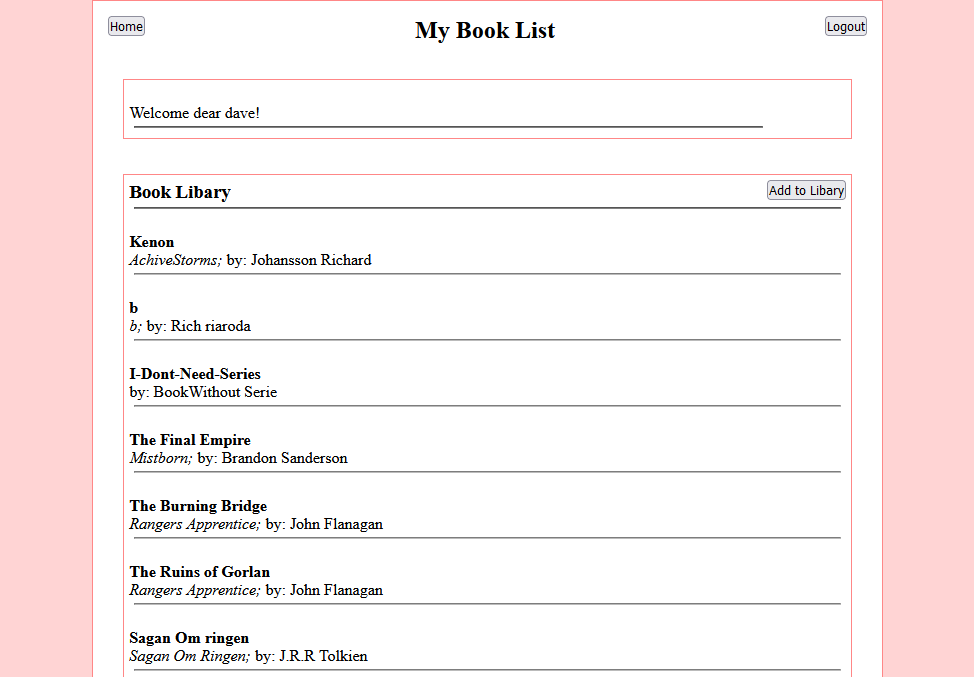 Home
My Book List
Logout
Welcome dear dave!
Book Libary
Add to Libary
Kenon
AchiveStorms; by: Johansson Richard
b
b; by: Rich riaroda
I-Dont-Need-Series
by: BookWithout Serie
The Final Empire
Mistborn; by: Brandon Sanderson
The Burning Bridge
Rangers Apprentice; by: John Flanagan
The Ruins of Gorlan
Rangers Apprentice; by: John Flanagan
Sagan Om ringen
Sagan Om Ringen; by: J.R.R Tolkien